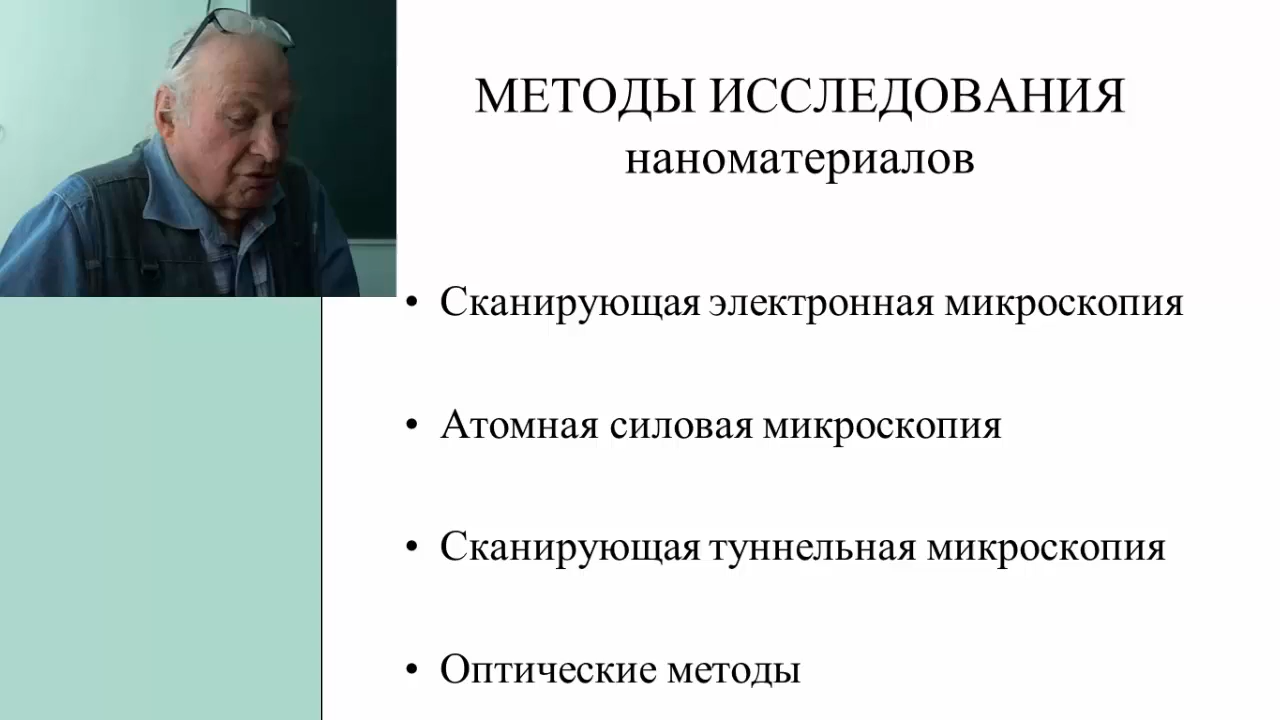 МЕТОДЫ ИССЛЕДОВАНИЯ
наноматериалов
• Сканирующая электронная микроскопия
• Атомная силовая микроскопия
• Сканирующая туннельная микроскопия
• Оптические методы